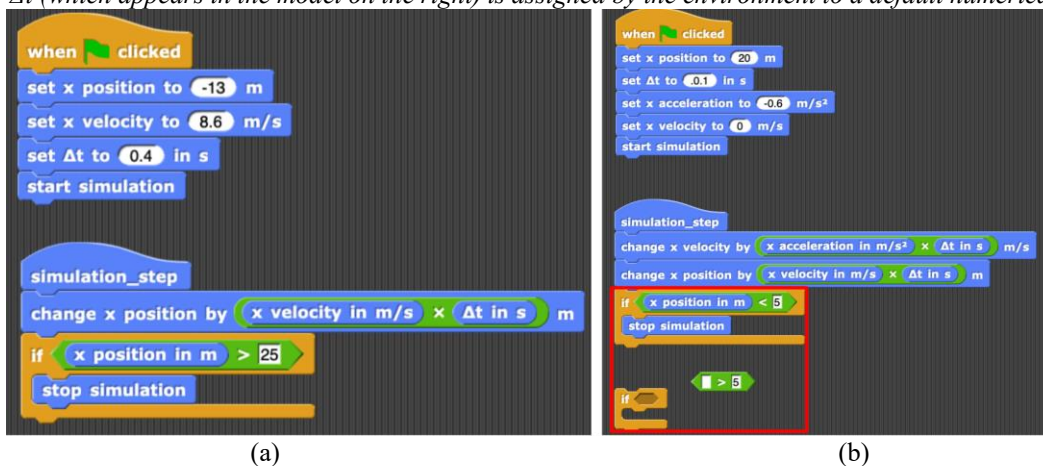 Δt (which appears in the model on the right) is assigned by the environment to a default numerical
when clicked
set x position to -13 m
set x velocity to 8.6 m/s
set Δt to 0.4 in s
start simulation
simulation_step
change x position by x velocity in m/s × Δt in s m
if x position in m > 25
stop simulation
(a)
when clicked
set x position to 20 m
set Δt to .0.1 in s
set x acceleration to -0.6 m/s²
set x velocity to 0 m/s
start simulation
simulation_step
change x velocity by x acceleration in m/s² × Δt in s m/s
change x position by x velocity in m/s × Δt in s m
if x position in m < 5
stop simulation
> 5
if
(b)